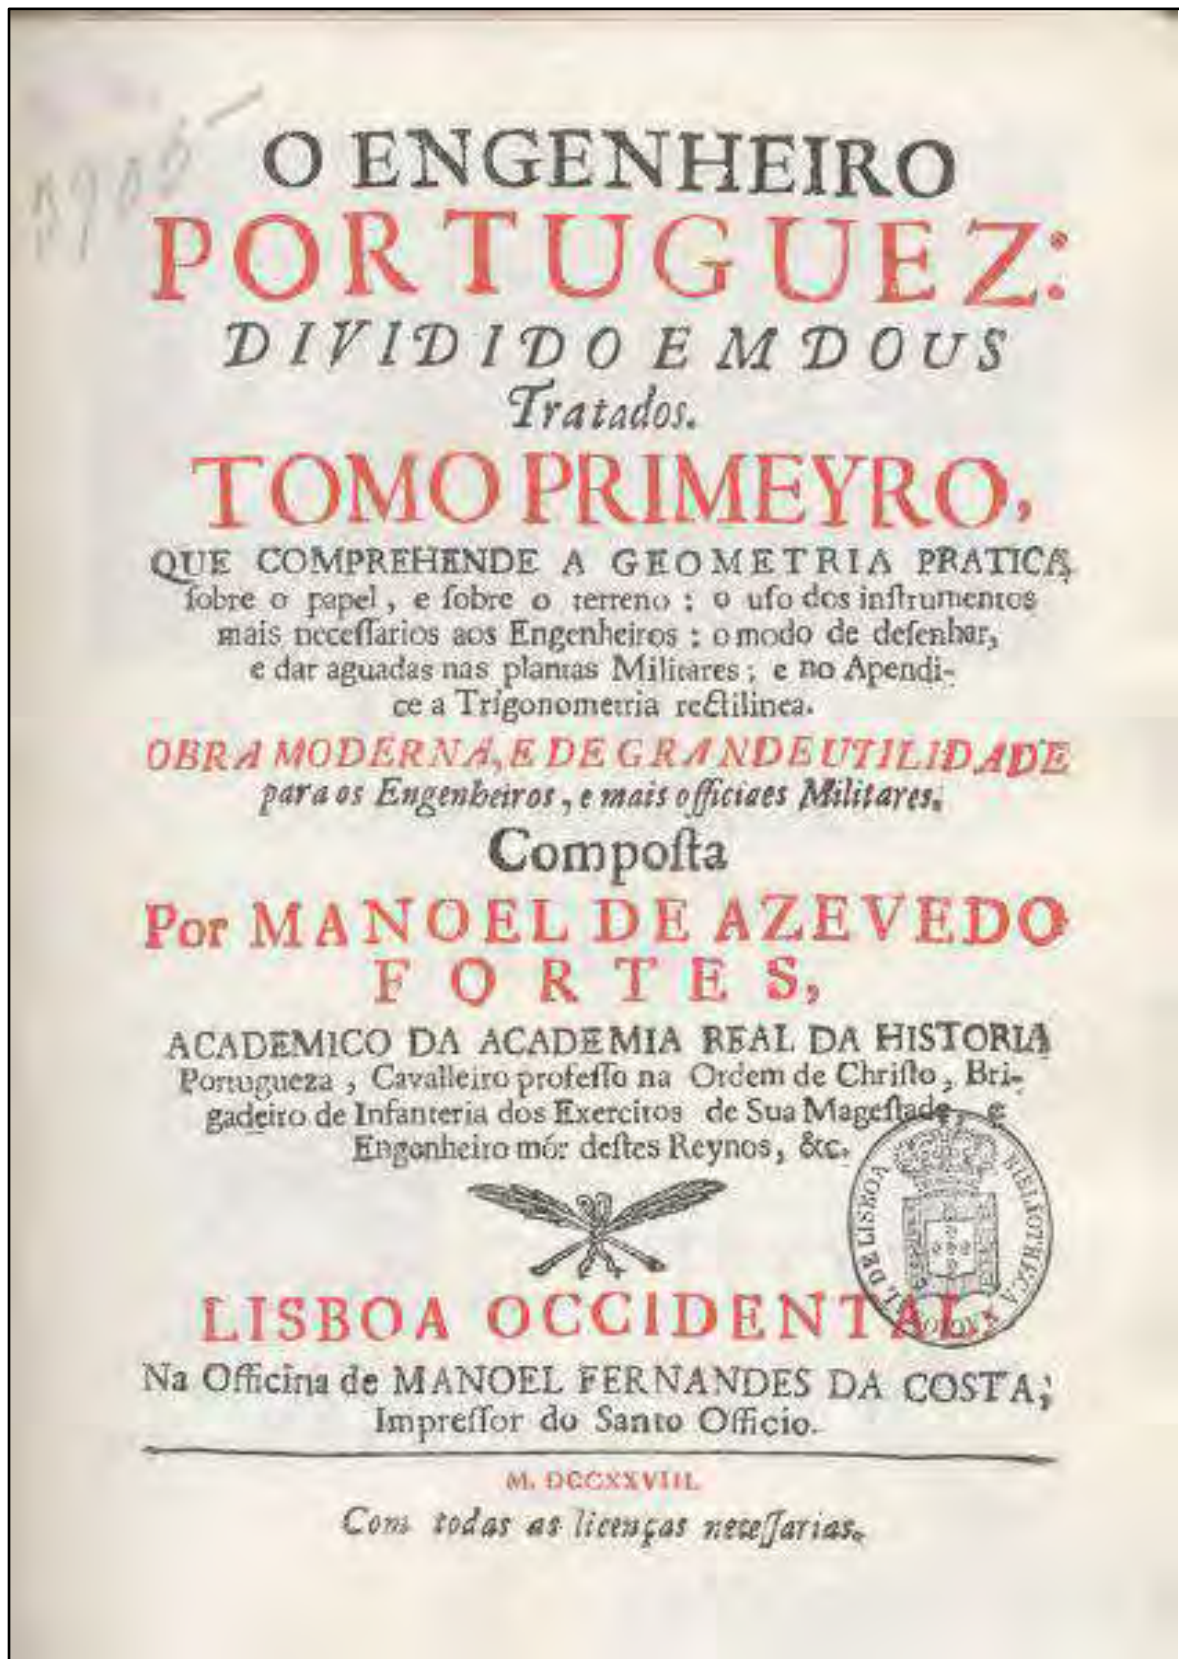 O ENGENHEIRO
PORTUGUEZ:
DIVIDIDO EM DOUS
Tratados.
TOMO PRIMEYRO,
QUE COMPREHENDE A GEOMETRIA PRATICA
ſobre o papel, e ſobre o terreno: o uſo dos inſtrumentos
mais neceſſarios aos Engenheiros: o modo de deſenhar,
e dar aguadas nas plantas Militares; e no Apendi-
ce a Trigonometria rectilinea.
OBRA MODERNA, E DE GRANDE UTILIDADE
para os Engenheiros, e mais officiaes Militares.
Compoſta
Por MANOEL DE AZEVEDO
FORTES,
ACADEMICO DA ACADEMIA REAL DA HISTORIA
Portugueza, Cavalleiro profeſſo na Ordem de Chriſto, Bri-
gadeiro de Infanteria dos Exercitos de Sua Mageſtade, e
Engenheiro mór deſtes Reynos, &c.
BIBLIOTHECA NACIONAL DE LISBOA
LISBOA OCCIDENTAL,
Na Officina de MANOEL FERNANDES DA COSTA,
Impreſſor do Santo Officio.
M. DCCXXVIII.
Com todas as licenças neceſſarias.